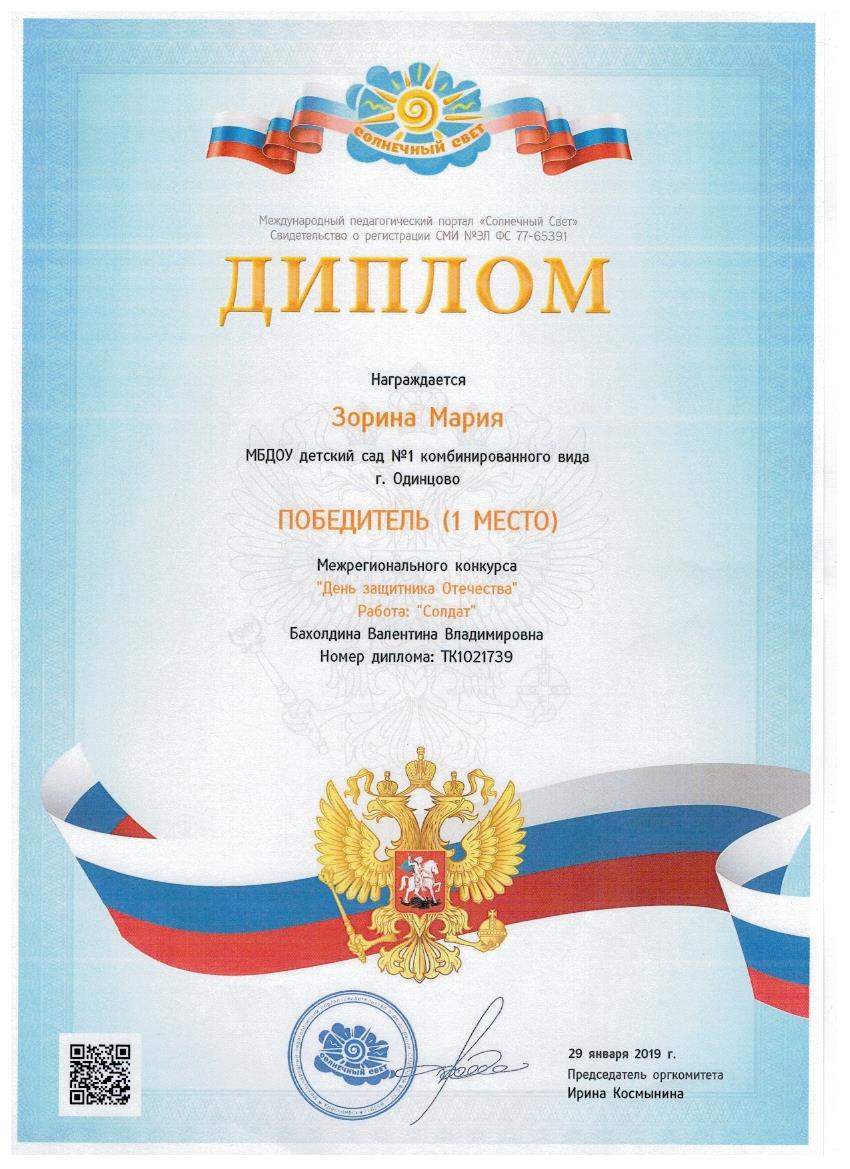 СОЛНЕЧНЫЙ СВЕТ
Международный педагогический портал «Солнечный Свет»
Свидетельство о регистрации СМИ №ЭЛ ФС 77-65391
ДИПЛОМ
Награждается
Зорина Мария
МБДОУ детский сад №1 комбинированного вида
г. Одинцово
ПОБЕДИТЕЛЬ (1 МЕСТО)
Межрегионального конкурса
"День защитника Отечества"
Работа: "Солдат"
Бахолдина Валентина Владимировна
Номер диплома: ТК1021739
СОЛНЕЧНЫЙ СВЕТ
29 января 2019 г.
Председатель оргкомитета
Ирина Космынина